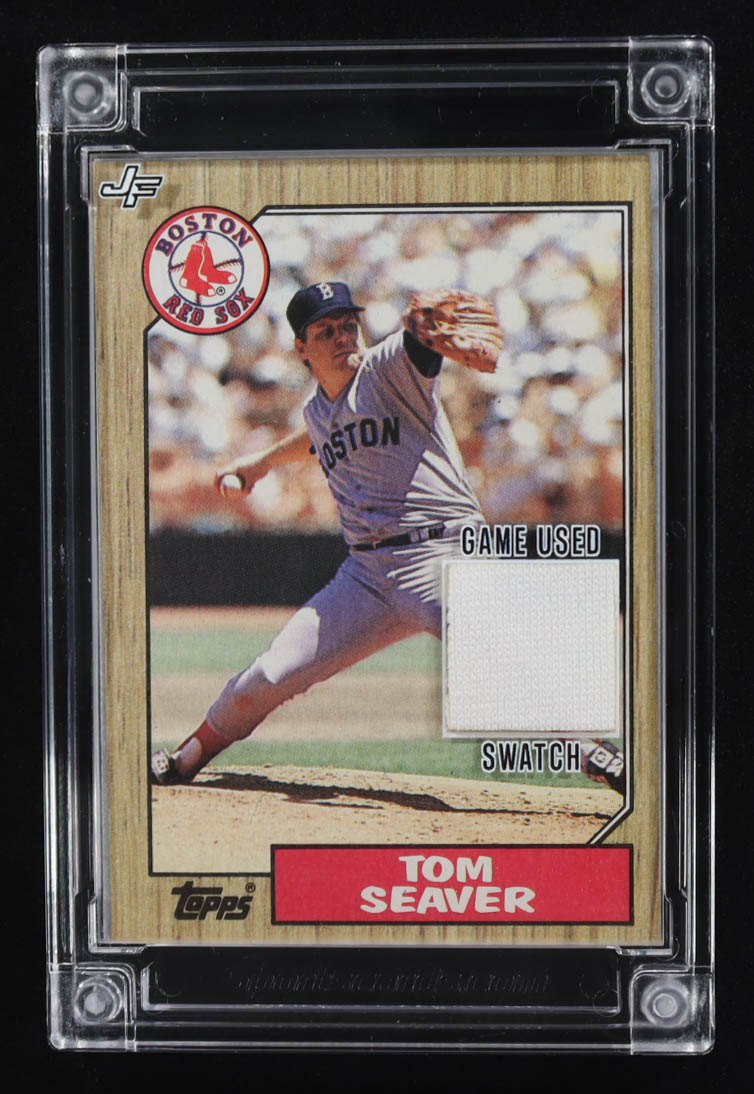 JF
BOSTON
RED SOX
®
B
BOSTON
GAME USED
SWATCH
topps®
TOM
SEAVER